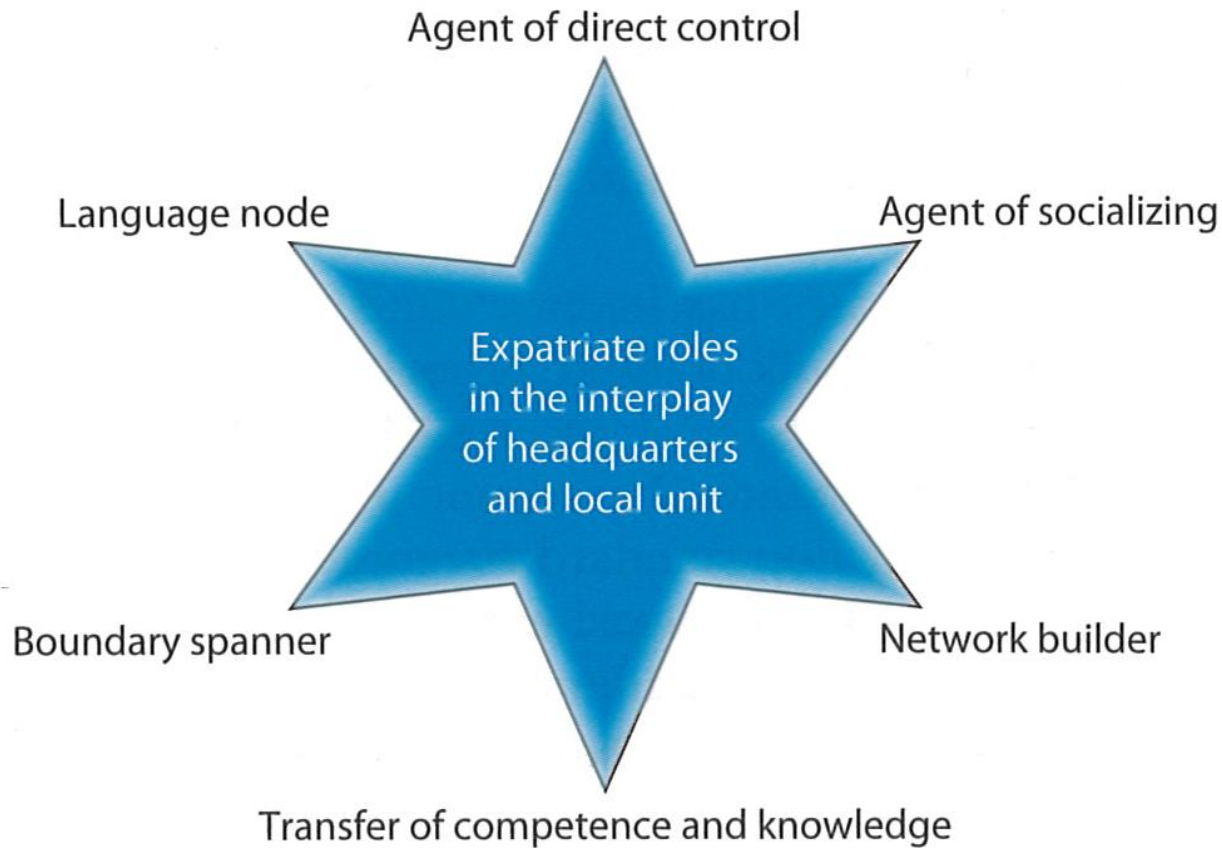 Agent of direct control
Language node
Agent of socializing
Expatriate roles
in the interplay
of headquarters
and local unit
Boundary spanner
Network builder
Transfer of competence and knowledge